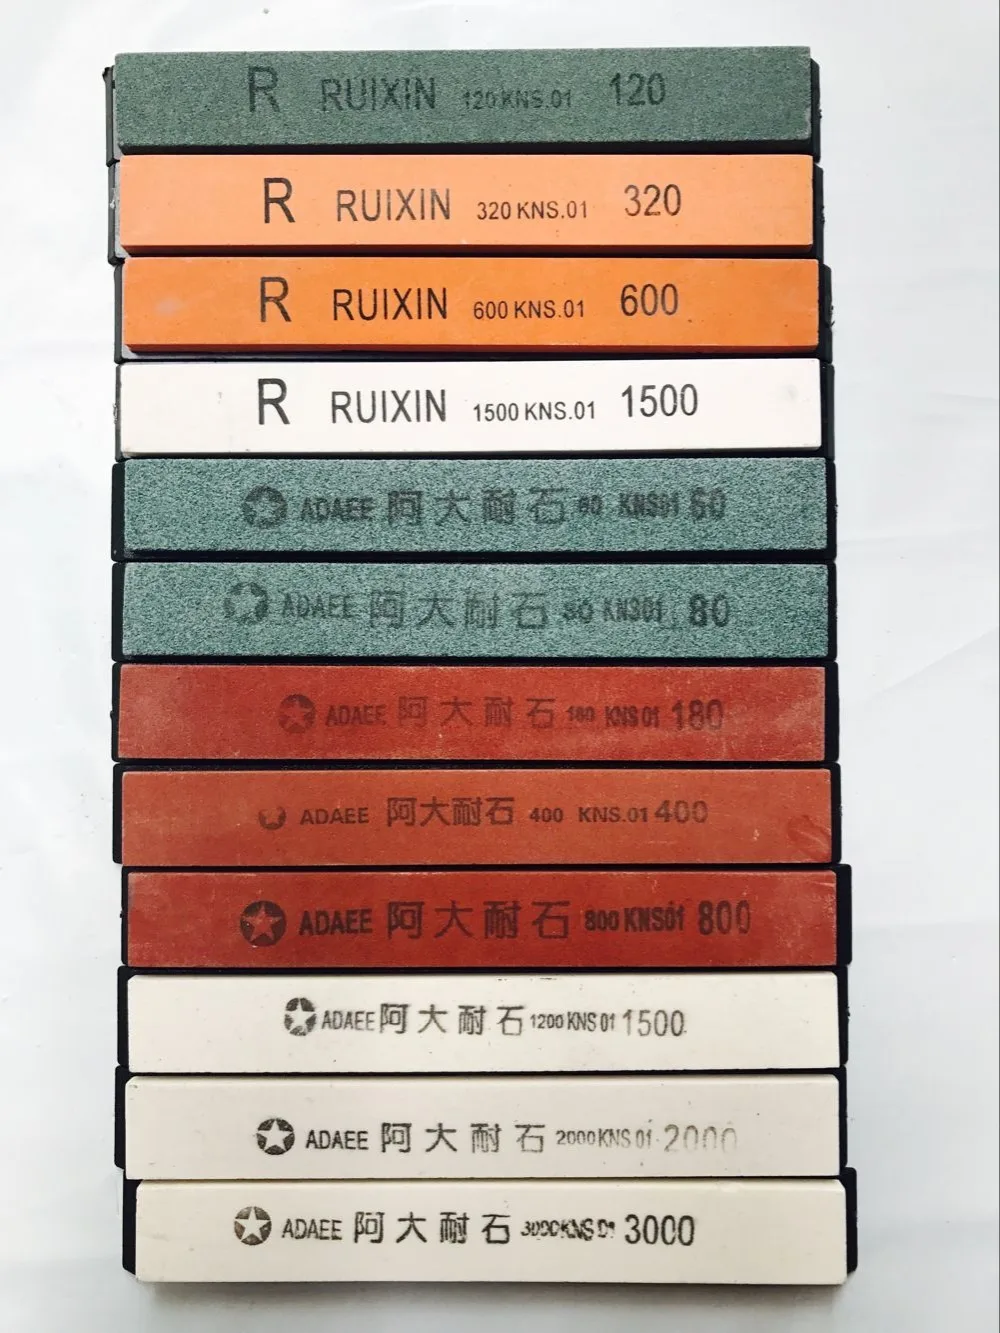 R RUIXIN 120 KNS.01 120
R RUIXIN 320 KNS.01 320
R RUIXIN 600 KNS.01 600
R RUIXIN 1500 KNS.01 1500
ADAEE 阿大耐石 60 KNS01 60
ADAEE 阿大耐石 80 KNS01 80
ADAEE 阿大耐石 180 KNS01 180
ADAEE 阿大耐石 400 KNS.01 400
ADAEE 阿大耐石 800 KNS01 800
ADAEE 阿大耐石 1200 KNS01 1500
ADAEE 阿大耐石 2000 KNS01 2000
ADAEE 阿大耐石 3000 KNS01 3000